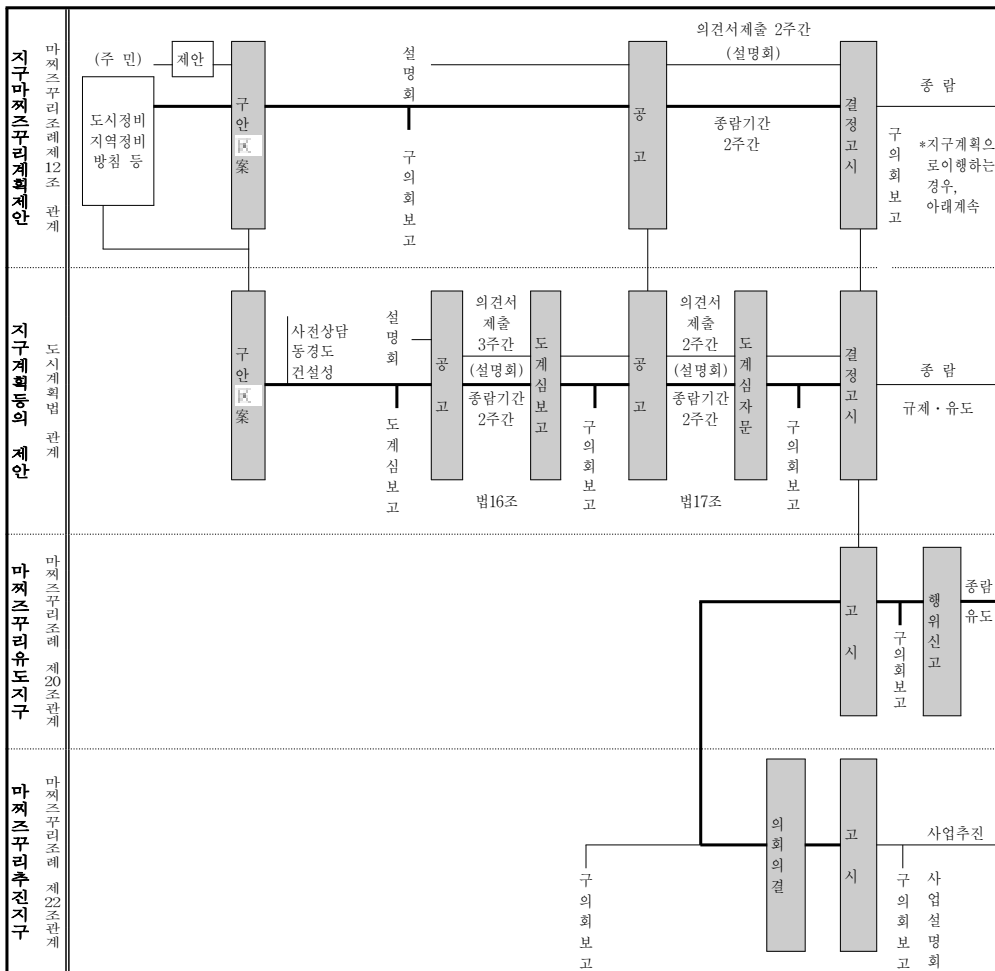 지구마찌즈꾸리계획제안
마찌즈꾸리조례제12조 관계
(주 민)
제안
도시정비
지역정비
방침 등
구안
案
설명회
구의회보고
공고
의견서제출 2주간
(설명회)
종람기간
2주간
결정고시
종 람
구의회보고
*지구계획으
로이행하는
경우,
아래계속
지구계획등의 제안
도시계획법 관계
구안
案
사전상담
동경도
건설성
설명회
도계심보고
공고
의견서
제출
3주간
(설명회)
종람기간
2주간
도계심보고
법16조
구의회보고
공고
의견서
제출
2주간
(설명회)
종람기간
2주간
도계심자문
법17조
구의회보고
결정고시
종 람
규제·유도
마찌즈꾸리유도지구
마찌즈꾸리조례 제20조관계
고시
구의회보고
행위신고
종람
유도
마찌즈꾸리추진지구
마찌즈꾸리조례 제22조관계
구의회보고
의회의결
고시
사업추진
구의회보고
사업설명회